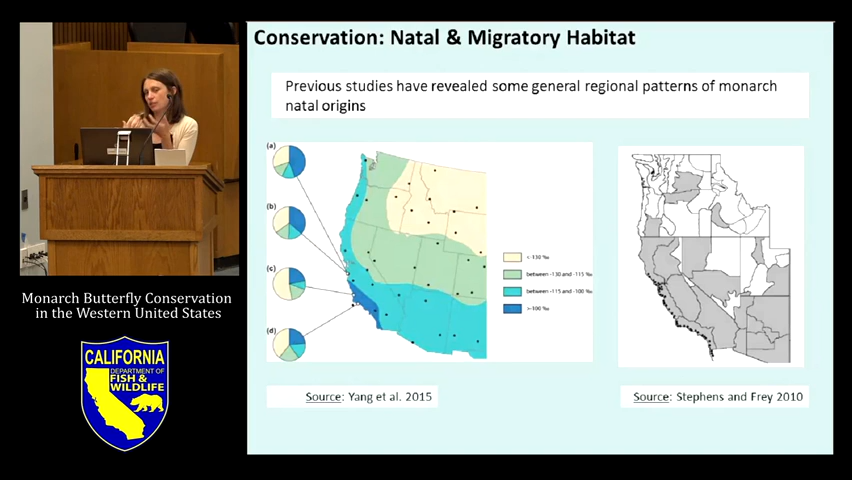 Conservation: Natal & Migratory Habitat
Previous studies have revealed some general regional patterns of monarch
natal origins
(a)
(b)
(c)
(d)
< -130 ‰
between -130 and -115 ‰
between -115 and -100 ‰
> -100 ‰
Source: Yang et al. 2015
Source: Stephens and Frey 2010
Monarch Butterfly Conservation
in the Western United States
CALIFORNIA
DEPARTMENT OF
FISH &
WILDLIFE